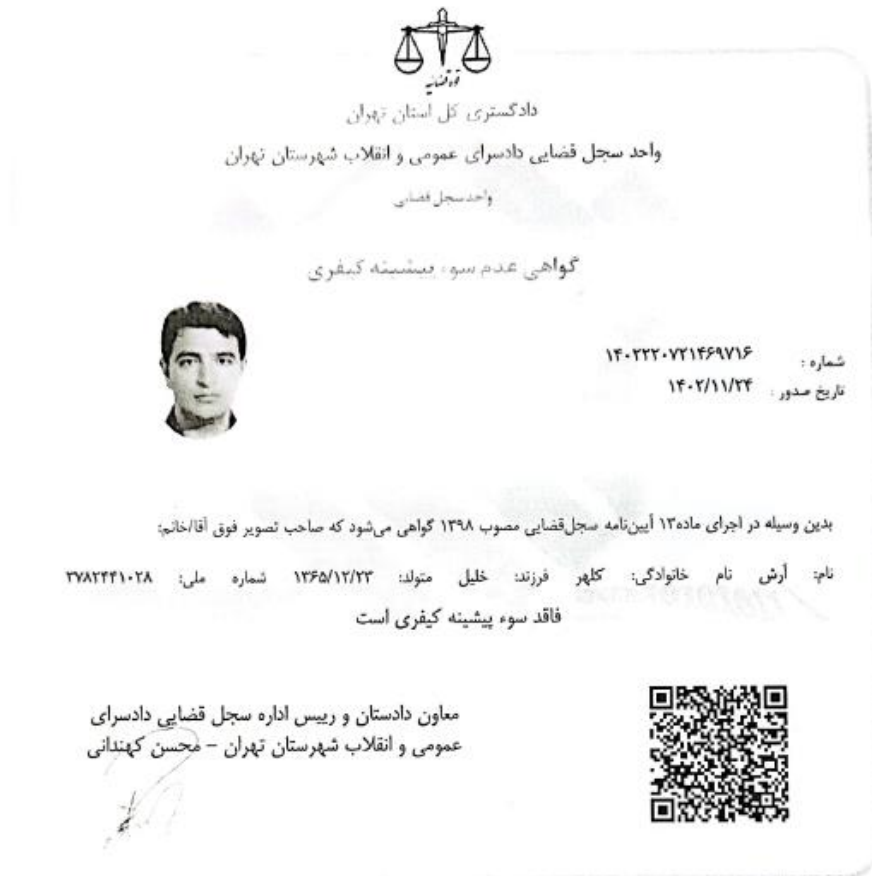 قوه قضائیه
دادگستری کل استان تهران
واحد سجل قضایی دادسرای عمومی و انقلاب شهرستان تهران
واحد سجل قضایی
گواهی عدم سوء پیشینه کیفری
شماره : ۱۴۰۲۲۲۰۷۲۱۴۶۹۷۱۶
تاریخ صدور : ۱۴۰۲/۱۱/۲۴
بدین وسیله در اجرای ماده۱۳ آیین‌نامه سجل‌قضایی مصوب ۱۳۹۸ گواهی می‌شود که صاحب تصویر فوق آقا/خانم:
نام: آرش نام خانوادگی: کلهر فرزند: خلیل متولد: ۱۳۶۵/۱۲/۲۳ شماره ملی: ۳۷۸۲۴۴۱۰۲۸
فاقد سوء پیشینه کیفری است
معاون دادستان و رییس اداره سجل قضایی دادسرای
عمومی و انقلاب شهرستان تهران – محسن کهندانی